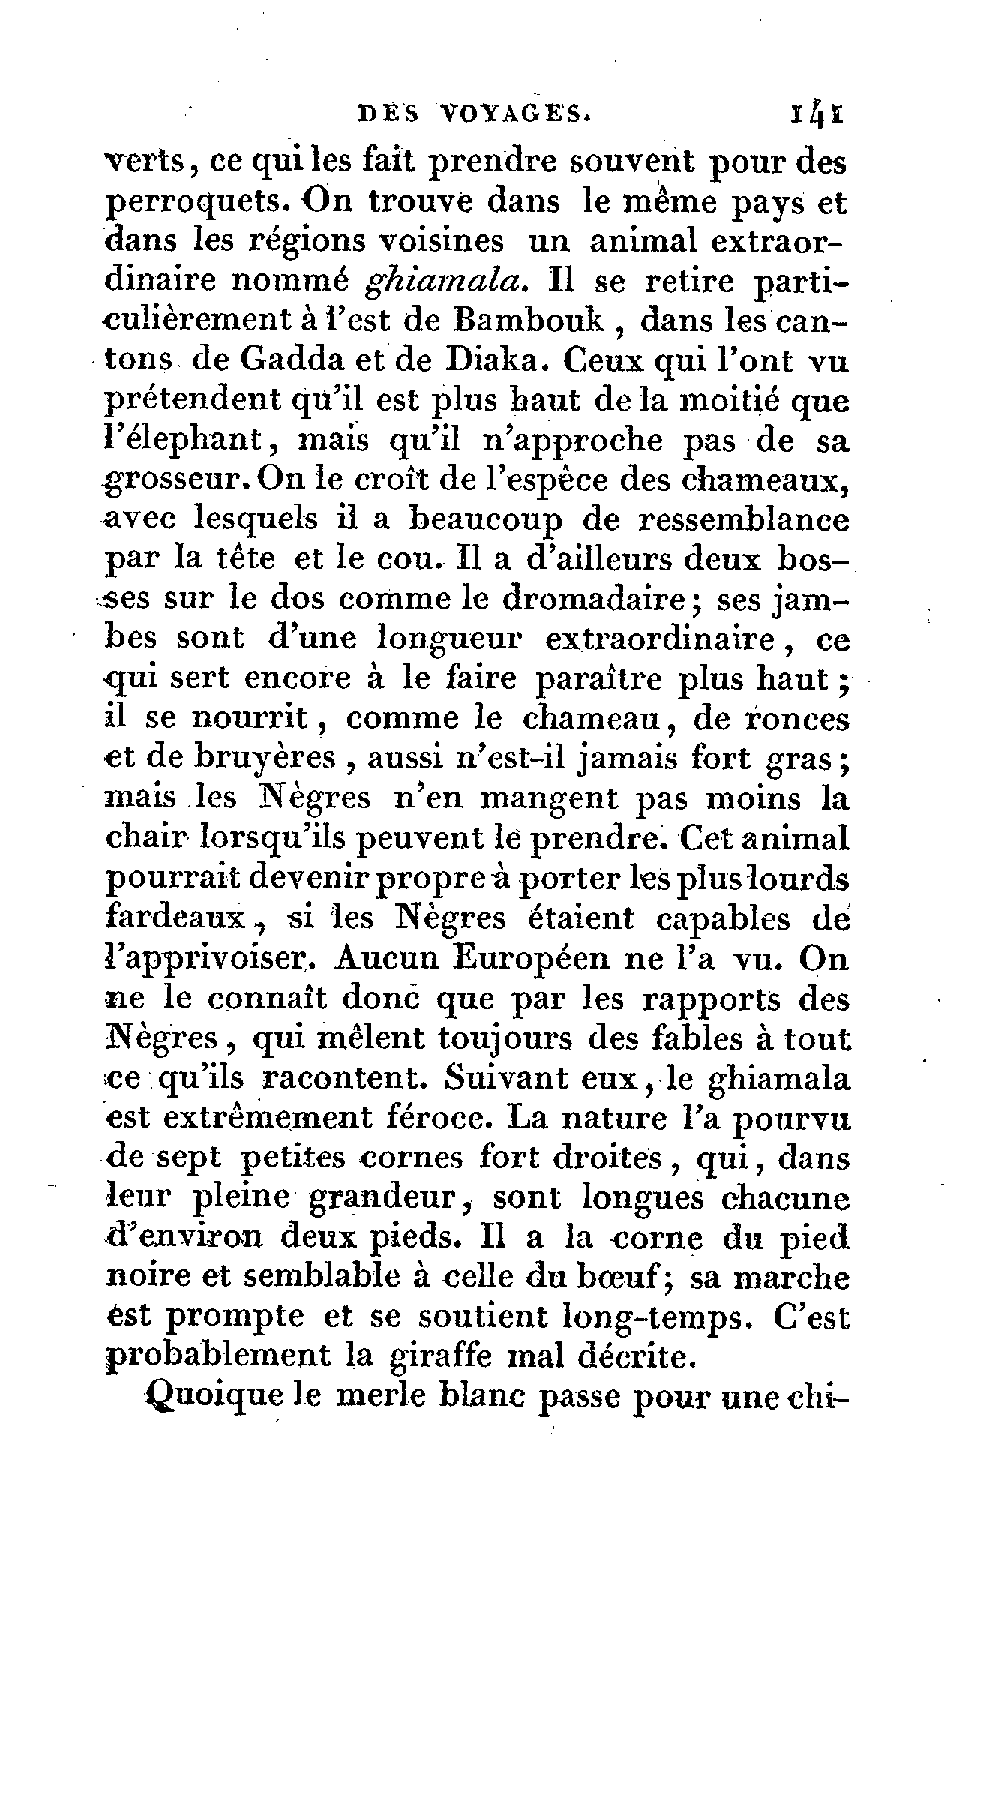 DES VOYAGES. 141
verts, ce qui les fait prendre souvent pour des
perroquets. On trouve dans le même pays et
dans les régions voisines un animal extraor-
dinaire nommé ghiamala. Il se retire parti-
culièrement à l'est de Bambouk, dans les can-
tons de Gadda et de Diaka. Ceux qui l'ont vu
prétendent qu'il est plus haut de la moitié que
l'élephant, mais qu'il n'approche pas de sa
grosseur. On le croît de l'espèce des chameaux,
avec lesquels il a beaucoup de ressemblance
par la tête et le cou. Il a d'ailleurs deux bos-
ses sur le dos comme le dromadaire; ses jam-
bes sont d'une longueur extraordinaire, ce
qui sert encore à le faire paraître plus haut;
il se nourrit, comme le chameau, de ronces
et de bruyères, aussi n'est-il jamais fort gras;
mais les Nègres n'en mangent pas moins la
chair lorsqu'ils peuvent le prendre. Cet animal
pourrait devenir propre à porter les plus lourds
fardeaux, si les Nègres étaient capables de
l'apprivoiser. Aucun Européen ne l'a vu. On
ne le connaît donc que par les rapports des
Nègres, qui mêlent toujours des fables à tout
ce qu'ils racontent. Suivant eux, le ghiamala
est extrêmement féroce. La nature l'a pourvu
de sept petites cornes fort droites, qui, dans
leur pleine grandeur, sont longues chacune
d'environ deux pieds. Il a la corne du pied
noire et semblable à celle du bœuf; sa marche
est prompte et se soutient long-temps. C'est
probablement la giraffe mal décrite.
Quoique le merle blanc passe pour une chi-